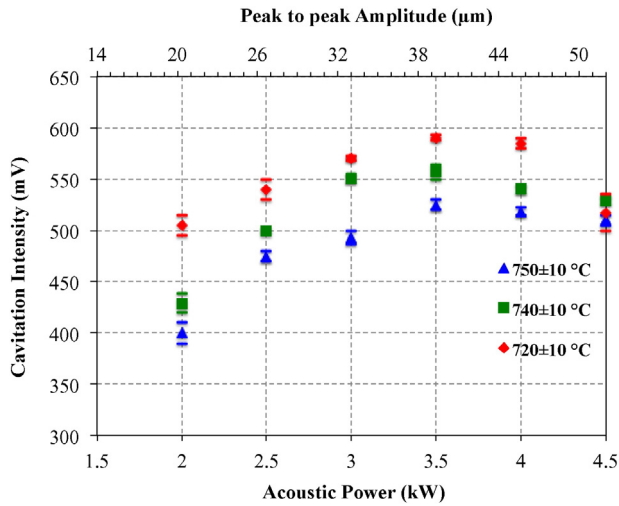 Peak to peak Amplitude (µm)
14 20 26 33 38 44 50
650
600
550
500
450
400
350
300
Cavitation Intensity (mV)
750±10 °C
740±10 °C
720±10 °C
1.5 2 2.5 3 3.5 4 4.5
Acoustic Power (kW)